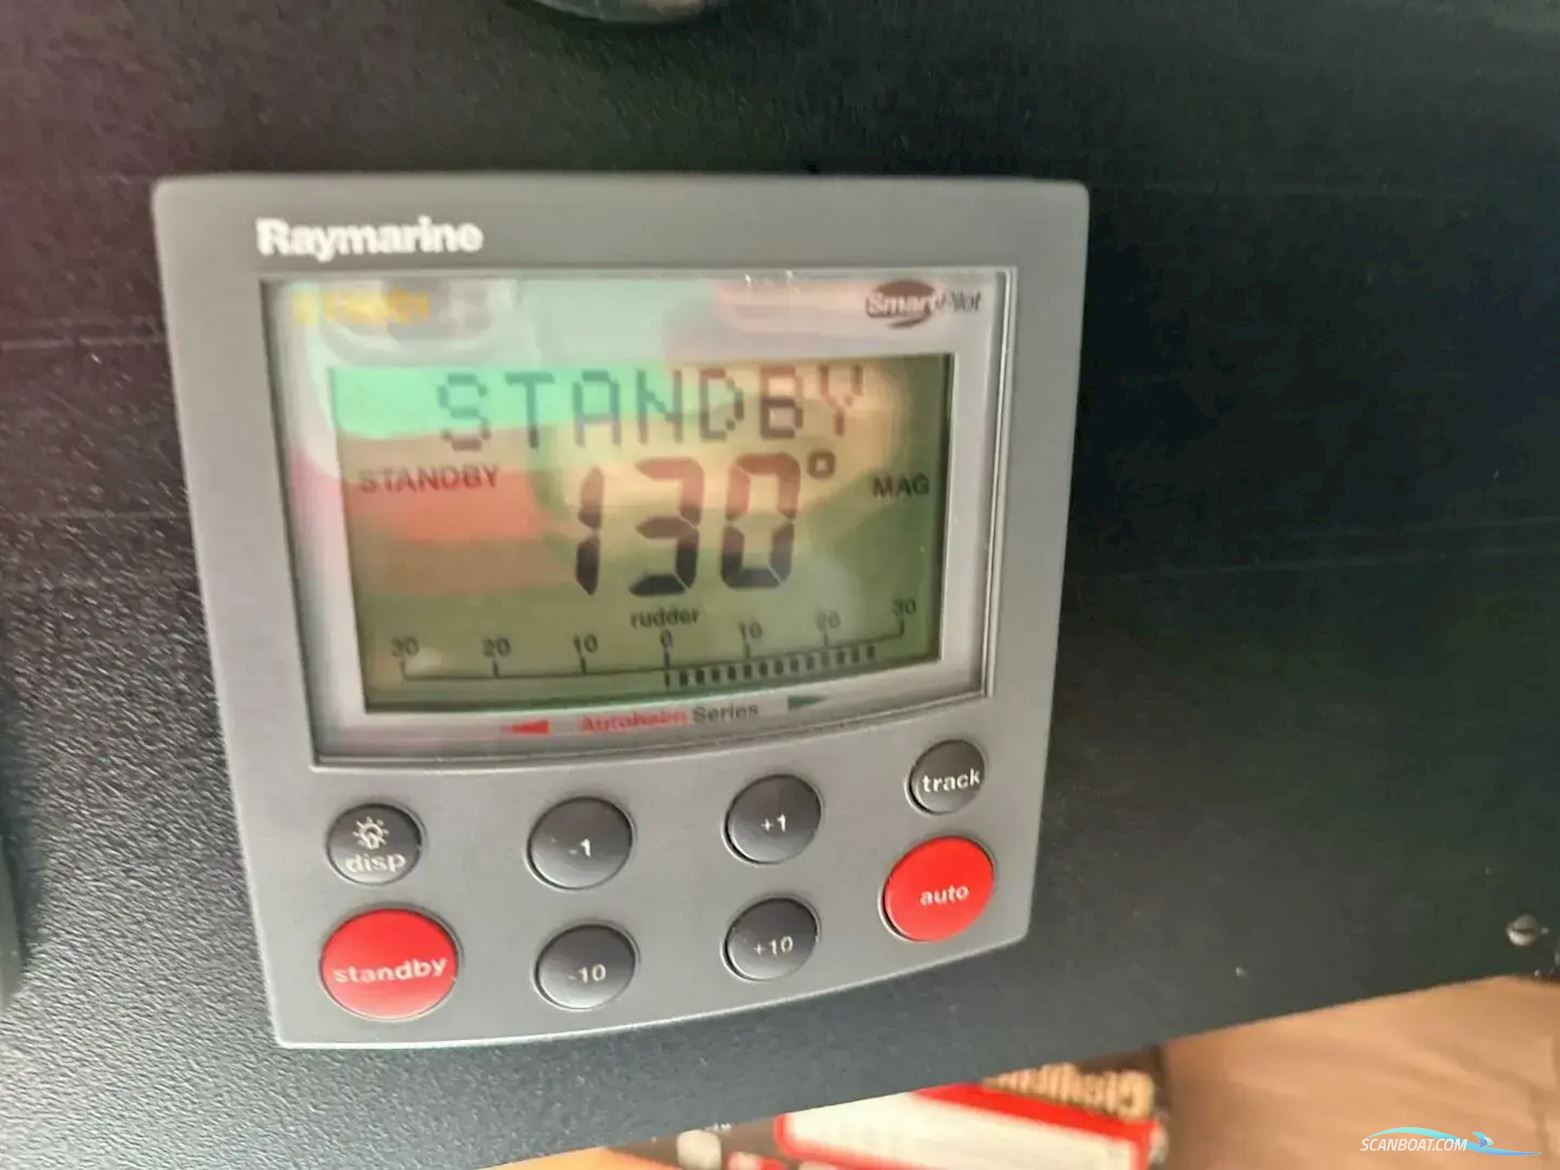 Raymarine
SmartPilot
STANDBY
STANDBY 130° MAG
rudder
30 20 10 0 10 20 30
Autohelm Series
track
disp -1 +1
auto
standby -10 +10
SCANBOAT.COM